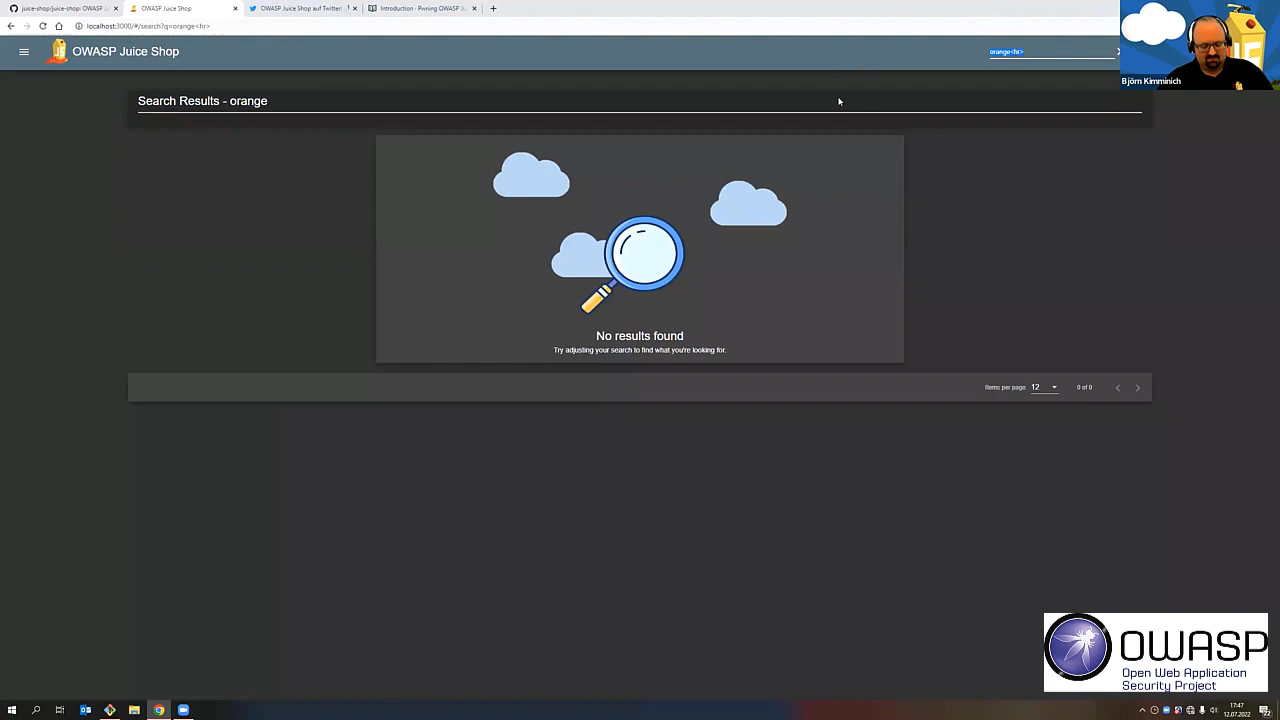 juice-shop/juice-shop: OWASP J
OWASP Juice Shop
OWASP Juice Shop auf Twitter:
Introduction - Pwning OWASP
localhost:3000/#/search?q=orange<hr>
OWASP Juice Shop
orange<hr>
Björn Kimminich
Search Results - orange
No results found
Try adjusting your search to find what you're looking for.
Items per page:
12
0 of 0
OWASP
Open Web Application
Security Project
17:47
12.07.2022